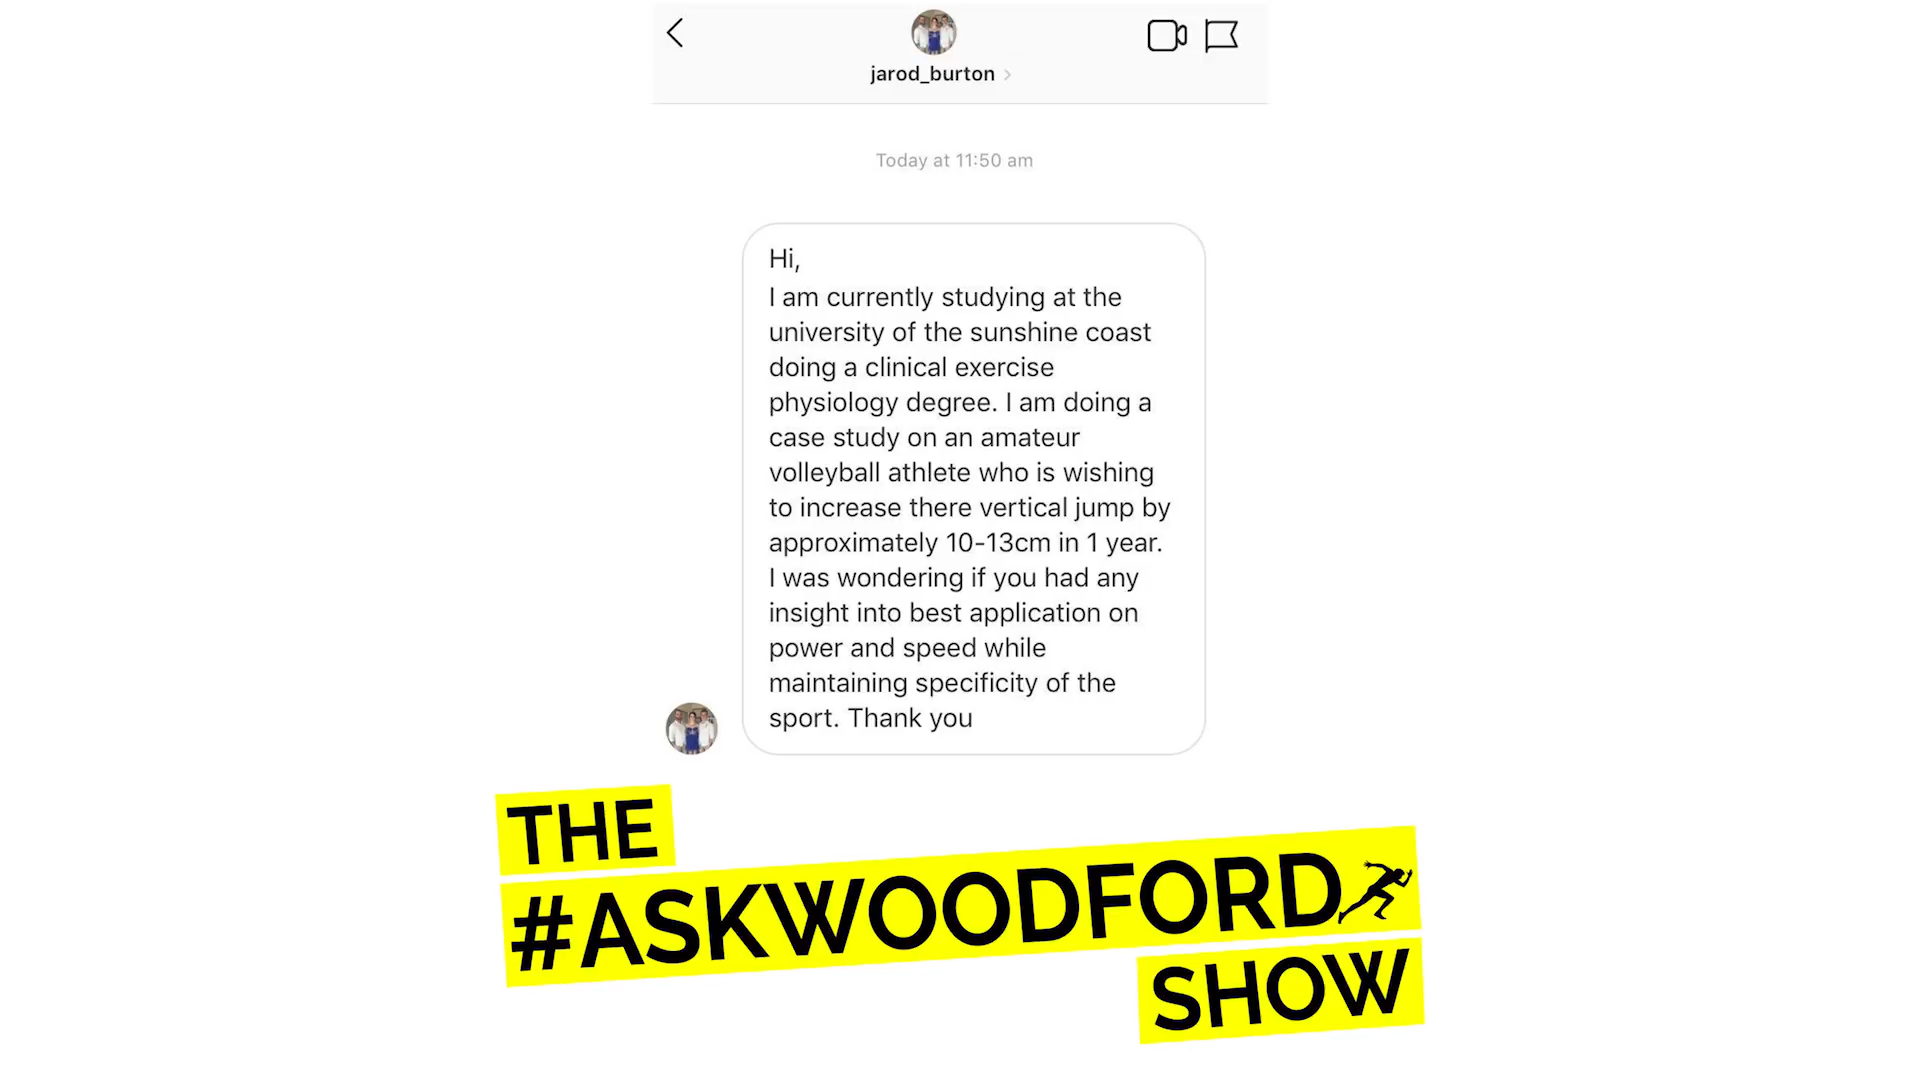 jarod_burton
Today at 11:50 am
Hi,
I am currently studying at the
university of the sunshine coast
doing a clinical exercise
physiology degree. I am doing a
case study on an amateur
volleyball athlete who is wishing
to increase there vertical jump by
approximately 10-13cm in 1 year.
I was wondering if you had any
insight into best application on
power and speed while
maintaining specificity of the
sport. Thank you
THE
#ASKWOODFORD
SHOW